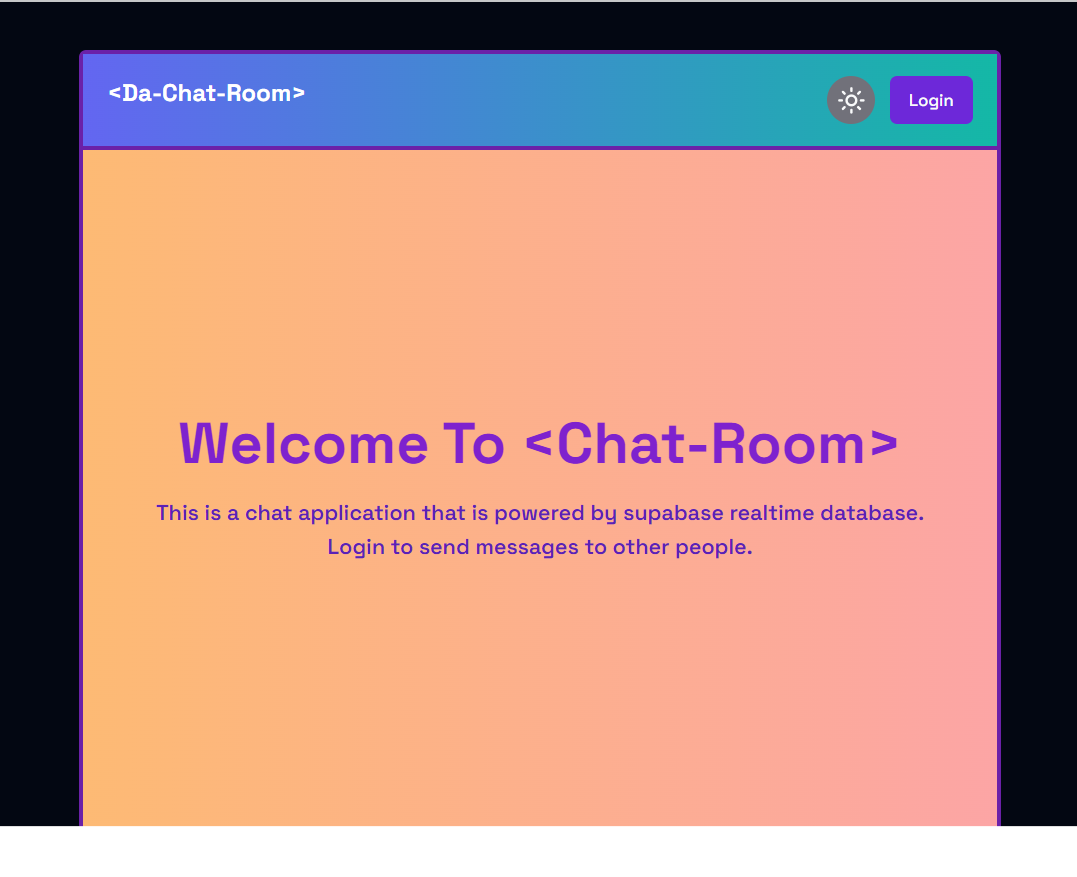 <Da-Chat-Room>
Login
Welcome To <Chat-Room>
This is a chat application that is powered by supabase realtime database.
Login to send messages to other people.